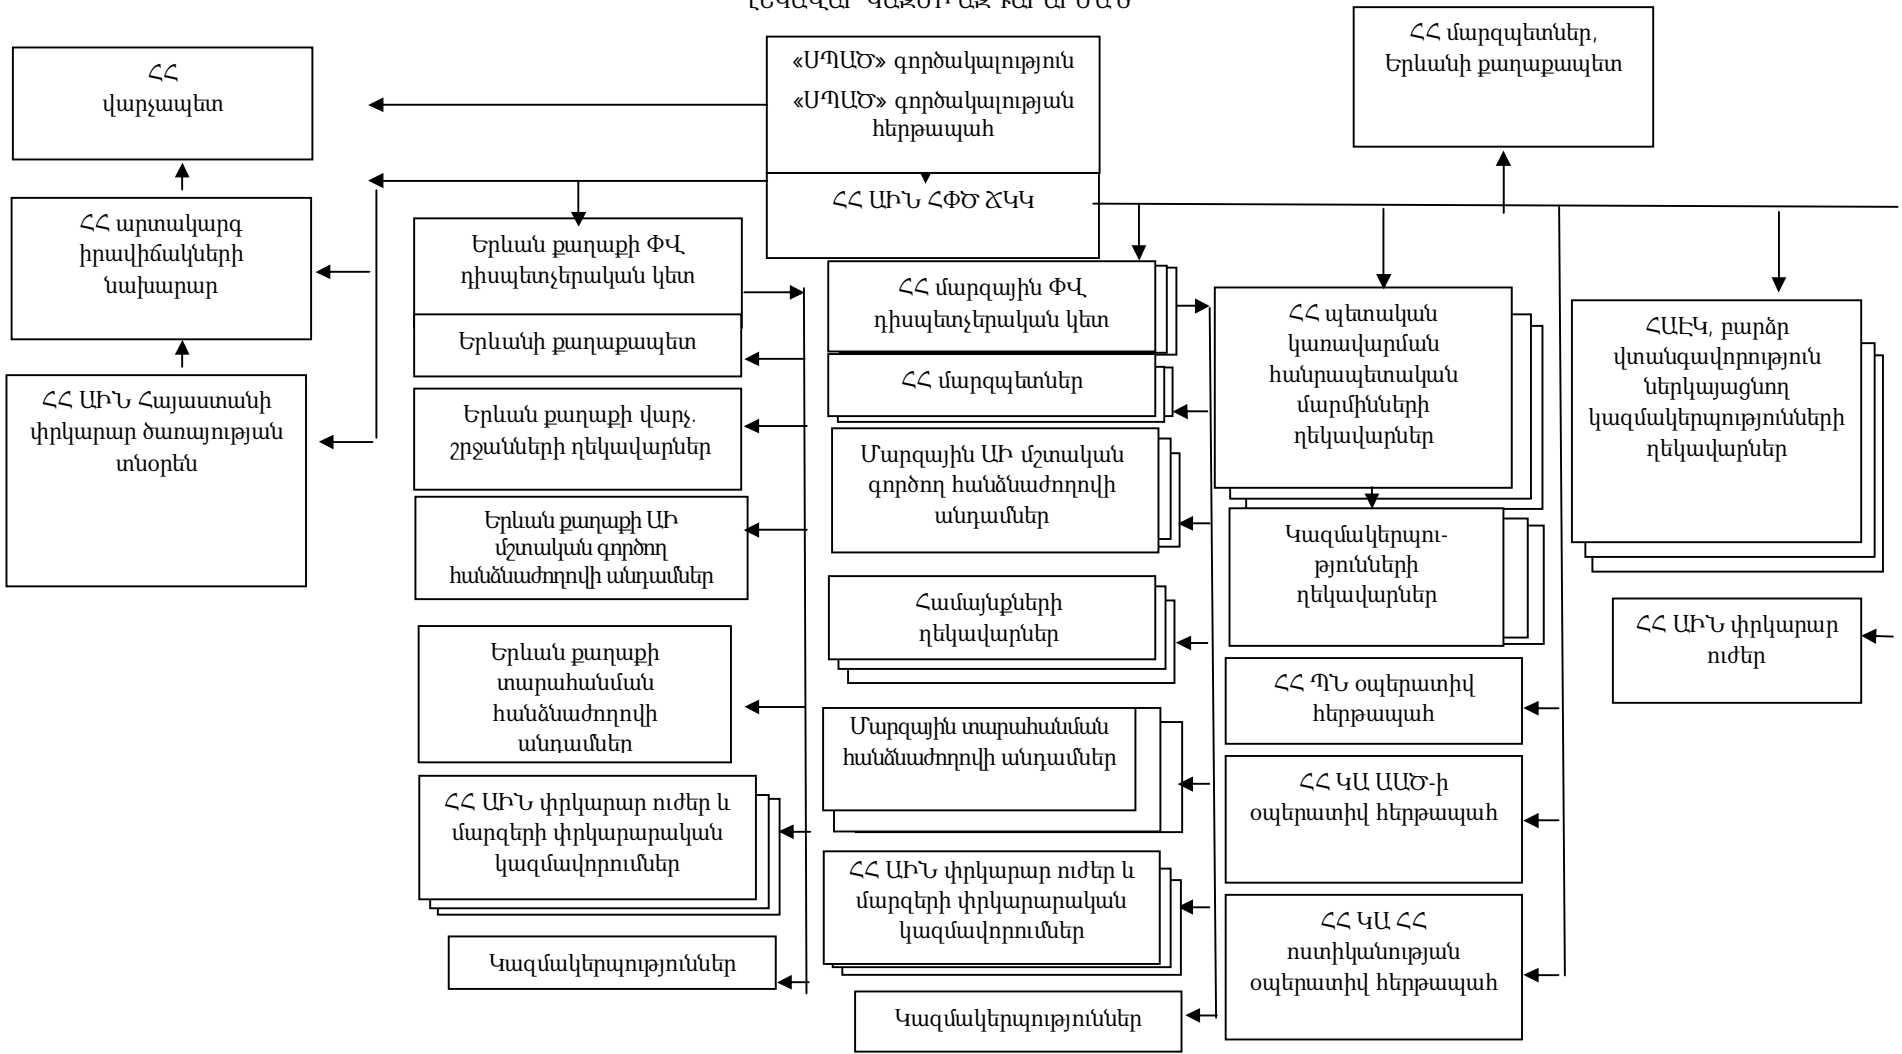 ՀՀ
վարչապետ
«ՍՊԱԾ» գործակալություն
«ՍՊԱԾ» գործակալության
հերթապահ
ՀՀ մարզպետներ,
Երևանի քաղաքապետ
ՀՀ ԱԻՆ ՀՓԾ ՃԿԿ
ՀՀ արտակարգ
իրավիճակների
նախարար
ՀՀ ԱԻՆ Հայաստանի
փրկարար ծառայության
տնօրեն
Երևան քաղաքի ՓՎ
դիսպետչերական կետ
Երևանի քաղաքապետ
Երևան քաղաքի վարչ.
շրջանների ղեկավարներ
Երևան քաղաքի ԱԻ
մշտական գործող
հանձնաժողովի անդամներ
Երևան քաղաքի
տարահանման
հանձնաժողովի
անդամներ
ՀՀ ԱԻՆ փրկարար ուժեր և
մարզերի փրկարարական
կազմավորումներ
Կազմակերպություններ
ՀՀ մարզային ՓՎ
դիսպետչերական կետ
ՀՀ մարզպետներ
Մարզային ԱԻ մշտական
գործող հանձնաժողովի
անդամներ
Համայնքների
ղեկավարներ
Մարզային տարահանման
հանձնաժողովի անդամներ
ՀՀ ԱԻՆ փրկարար ուժեր և
մարզերի փրկարարական
կազմավորումներ
Կազմակերպություններ
ՀՀ պետական
կառավարման
հանրապետական
մարմինների
ղեկավարներ
Կազմակերպու-
թյունների
ղեկավարներ
ՀՀ ՊՆ օպերատիվ
հերթապահ
ՀՀ ԿԱ ԱԱԾ-ի
օպերատիվ հերթապահ
ՀՀ ԿԱ ՀՀ
ոստիկանության
օպերատիվ հերթապահ
ՀԱԷԿ, բարձր
վտանգավորություն
ներկայացնող
կազմակերպությունների
ղեկավարներ
ՀՀ ԱԻՆ փրկարար
ուժեր